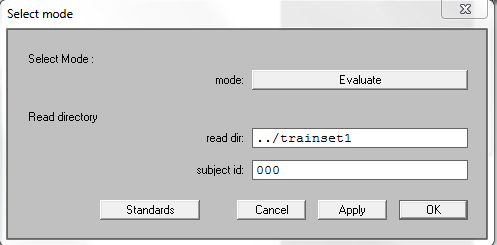 Select mode
Select Mode :
mode: Evaluate
Read directory
read dir: ../trainset1
subject id: 000
Standards Cancel Apply OK